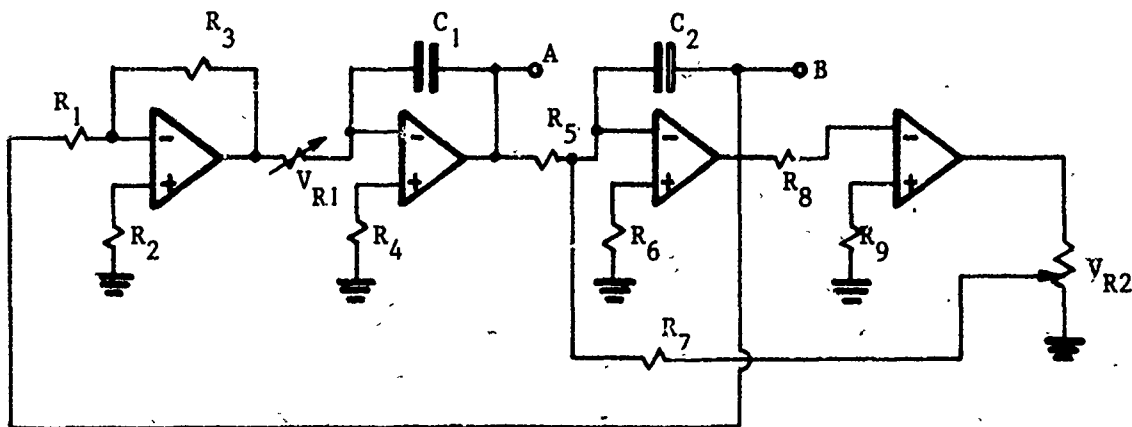 R3
C1
A
C2
B
R1
-
+
VR1
-
+
R5
-
+
R8
-
+
R2
R4
R6
R9
VR2
R7